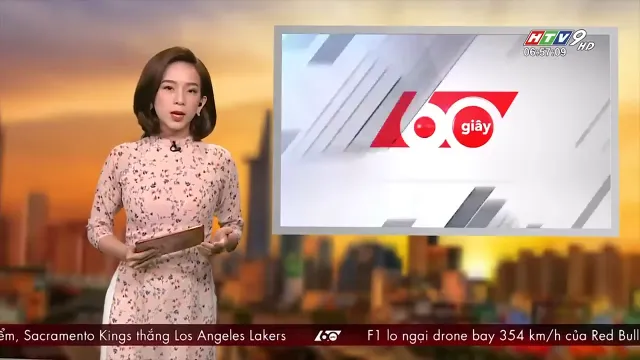 HTV9 HD
06:57:09
60 giây
ểm, Sacramento Kings thắng Los Angeles Lakers 60 F1 lo ngại drone bay 354 km/h của Red Bull